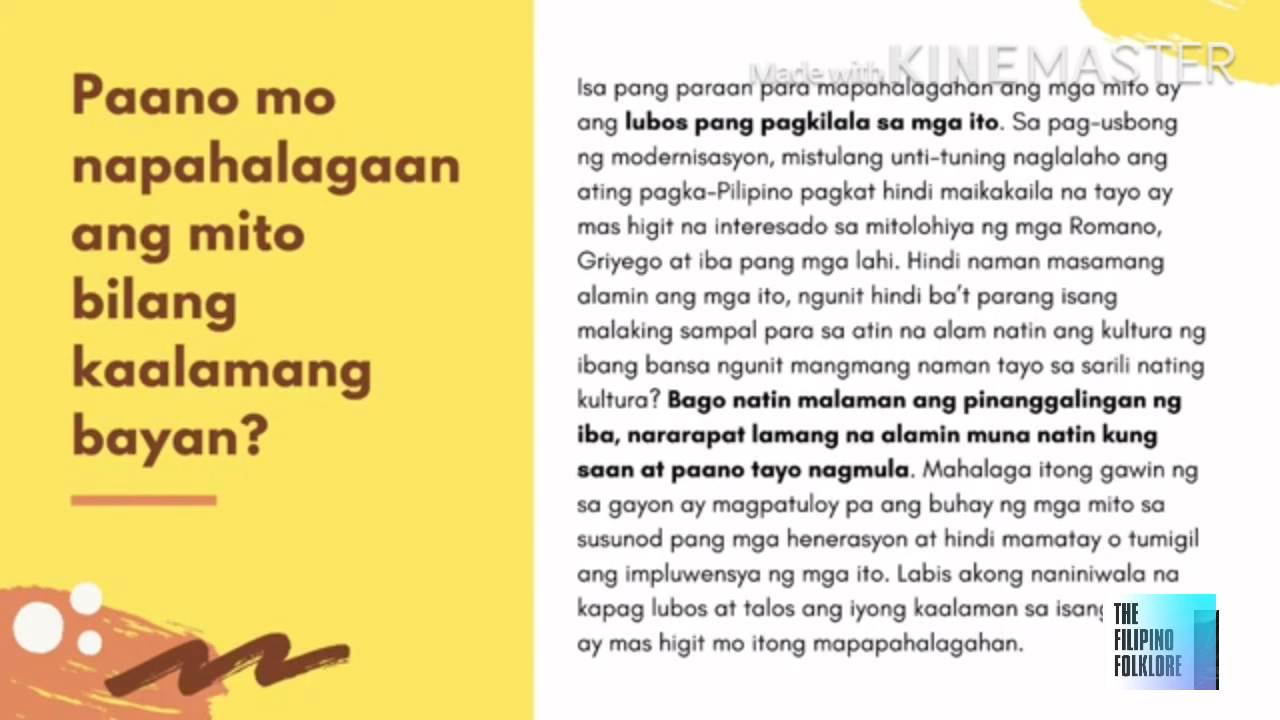 Paano mo
napahalagaan
ang mito
bilang
kaalamang
bayan?
Made with KINEMASTER
Isa pang paraan para mapahalagahan ang mga mito ay
ang lubos pang pagkilala sa mga ito. Sa pag-usbong
ng modernisasyon, mistulang unti-tuning naglalaho ang
ating pagka-Pilipino pagkat hindi maikakaila na tayo ay
mas higit na interesado sa mitolohiya ng mga Romano,
Griyego at iba pang mga lahi. Hindi naman masamang
alamin ang mga ito, ngunit hindi ba't parang isang
malaking sampal para sa atin na alam natin ang kultura ng
ibang bansa ngunit mangmang naman tayo sa sarili nating
kultura? Bago natin malaman ang pinanggalingan ng
iba, nararapat lamang na alamin muna natin kung
saan at paano tayo nagmula. Mahalaga itong gawin ng
sa gayon ay magpatuloy pa ang buhay ng mga mito sa
susunod pang mga henerasyon at hindi mamatay o tumigil
ang impluwensya ng mga ito. Labis akong naniniwala na
kapag lubos at talos ang iyong kaalaman sa isang
ay mas higit mo itong mapapahalagahan.
THE
FILIPINO
FOLKLORE